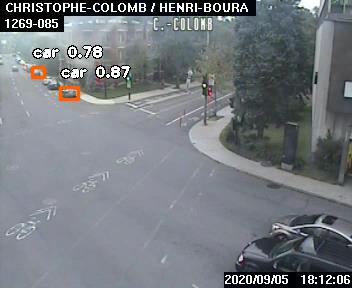 CHRISTOPHE-COLOMB / HENRI-BOURA
1269-085
C.-COLOMB
car 0.78
car 0.87
2020/09/05 18:12:06